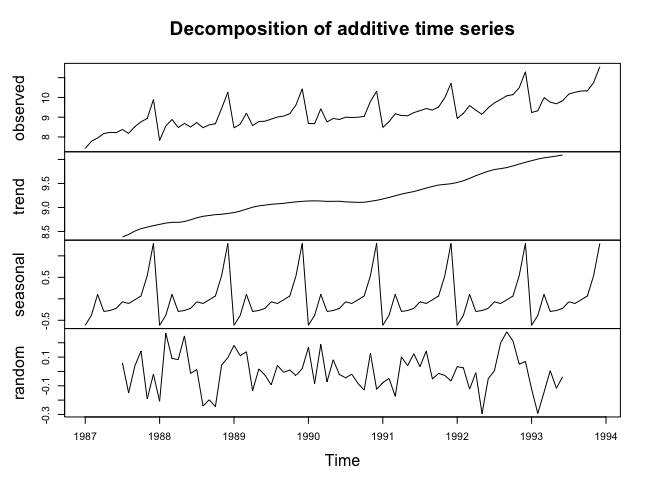 Decomposition of additive time series
observed
8 9 10
trend
8.5 9.0 9.5
seasonal
-0.5 0.5
random
-0.3 -0.1 0.1
1987 1988 1989 1990 1991 1992 1993 1994
Time